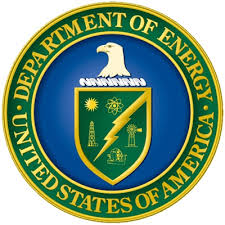 · DEPARTMENT OF ENERGY ·
UNITED STATES OF AMERICA